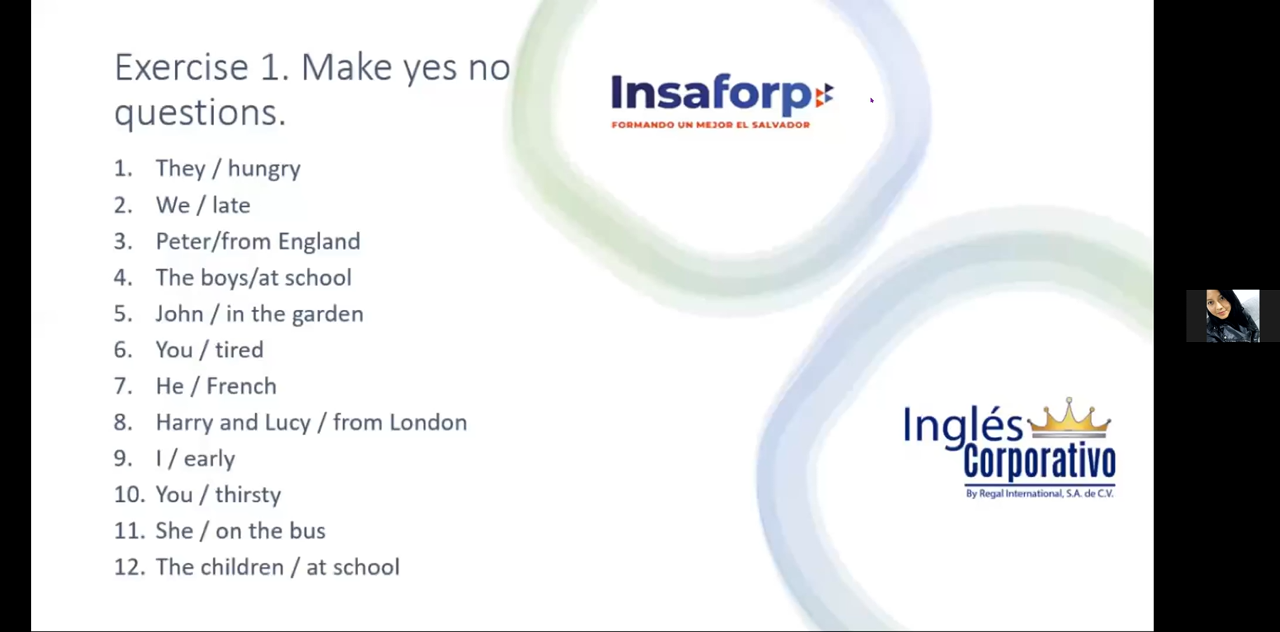 Exercise 1. Make yes no
questions.
1. They / hungry
2. We / late
3. Peter/from England
4. The boys/at school
5. John / in the garden
6. You / tired
7. He / French
8. Harry and Lucy / from London
9. I / early
10. You / thirsty
11. She / on the bus
12. The children / at school
Insaforp
FORMANDO UN MEJOR EL SALVADOR
Inglés
Corporativo
By Regal International, S.A. de C.V.